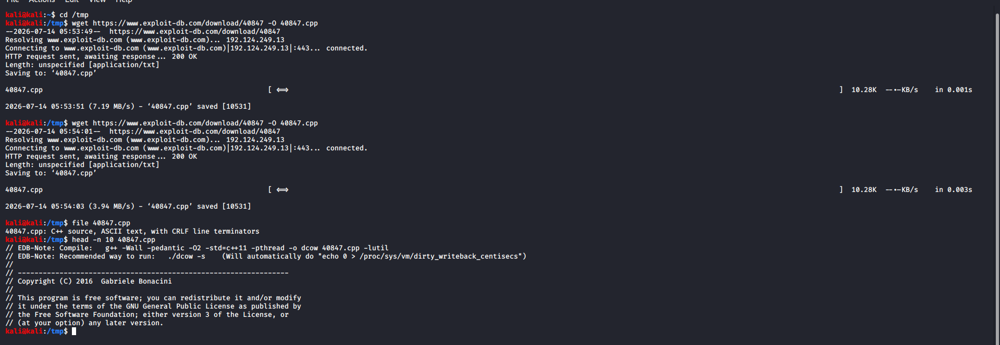 File Actions Edit View Help
kali@kali:~$ cd /tmp
kali@kali:/tmp$ wget https://www.exploit-db.com/download/40847 -O 40847.cpp
--2026-07-14 05:53:49--  https://www.exploit-db.com/download/40847
Resolving www.exploit-db.com (www.exploit-db.com)... 192.124.249.13
Connecting to www.exploit-db.com (www.exploit-db.com)|192.124.249.13|:443... connected.
HTTP request sent, awaiting response... 200 OK
Length: unspecified [application/txt]
Saving to: ‘40847.cpp’
40847.cpp [ <=> ] 10.28K --.-KB/s in 0.001s
2026-07-14 05:53:51 (7.19 MB/s) - ‘40847.cpp’ saved [10531]
kali@kali:/tmp$ wget https://www.exploit-db.com/download/40847 -O 40847.cpp
--2026-07-14 05:54:01--  https://www.exploit-db.com/download/40847
Resolving www.exploit-db.com (www.exploit-db.com)... 192.124.249.13
Connecting to www.exploit-db.com (www.exploit-db.com)|192.124.249.13|:443... connected.
HTTP request sent, awaiting response... 200 OK
Length: unspecified [application/txt]
Saving to: ‘40847.cpp’
40847.cpp [ <=> ] 10.28K --.-KB/s in 0.003s
2026-07-14 05:54:03 (3.94 MB/s) - ‘40847.cpp’ saved [10531]
kali@kali:/tmp$ file 40847.cpp
40847.cpp: C++ source, ASCII text, with CRLF line terminators
kali@kali:/tmp$ head -n 10 40847.cpp
// EDB-Note: Compile:   g++ -Wall -pedantic -O2 -std=c++11 -pthread -o dcow 40847.cpp -lutil
// EDB-Note: Recommended way to run:   ./dcow -s    (Will automatically do "echo 0 > /proc/sys/vm/dirty_writeback_centisecs")
//
// -----------------------------------------------------------------
// Copyright (C) 2016  Gabriele Bonacini
//
// This program is free software; you can redistribute it and/or modify
// it under the terms of the GNU General Public License as published by
// the Free Software Foundation; either version 3 of the License, or
// (at your option) any later version.
kali@kali:/tmp$